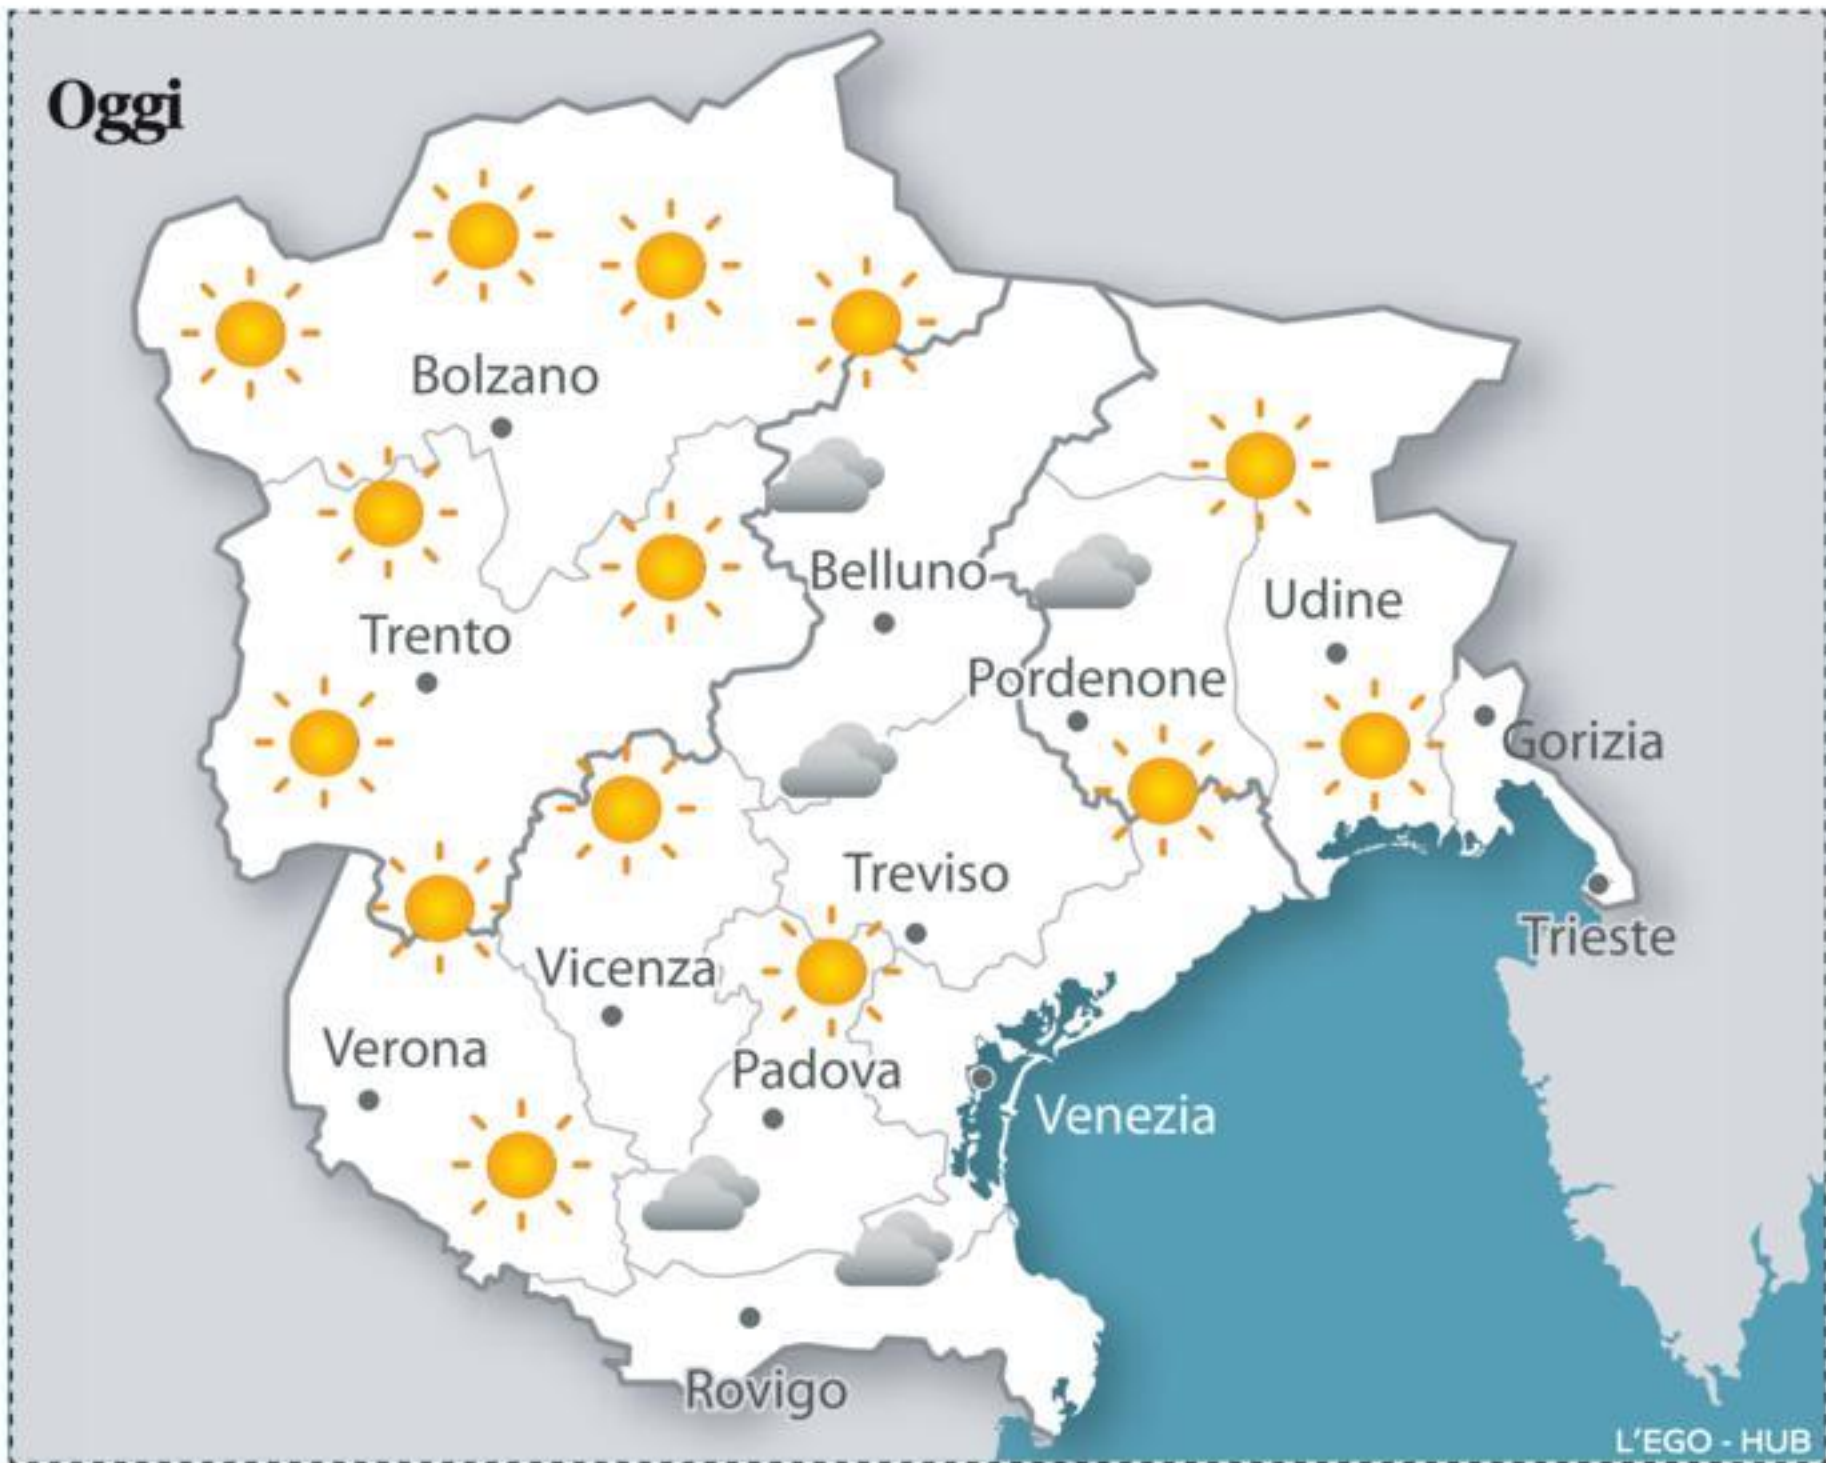 Oggi
Bolzano
Belluno
Udine
Trento
Pordenone
Gorizia
Treviso
Trieste
Vicenza
Verona
Padova
Venezia
Rovigo
L'EGO - HUB